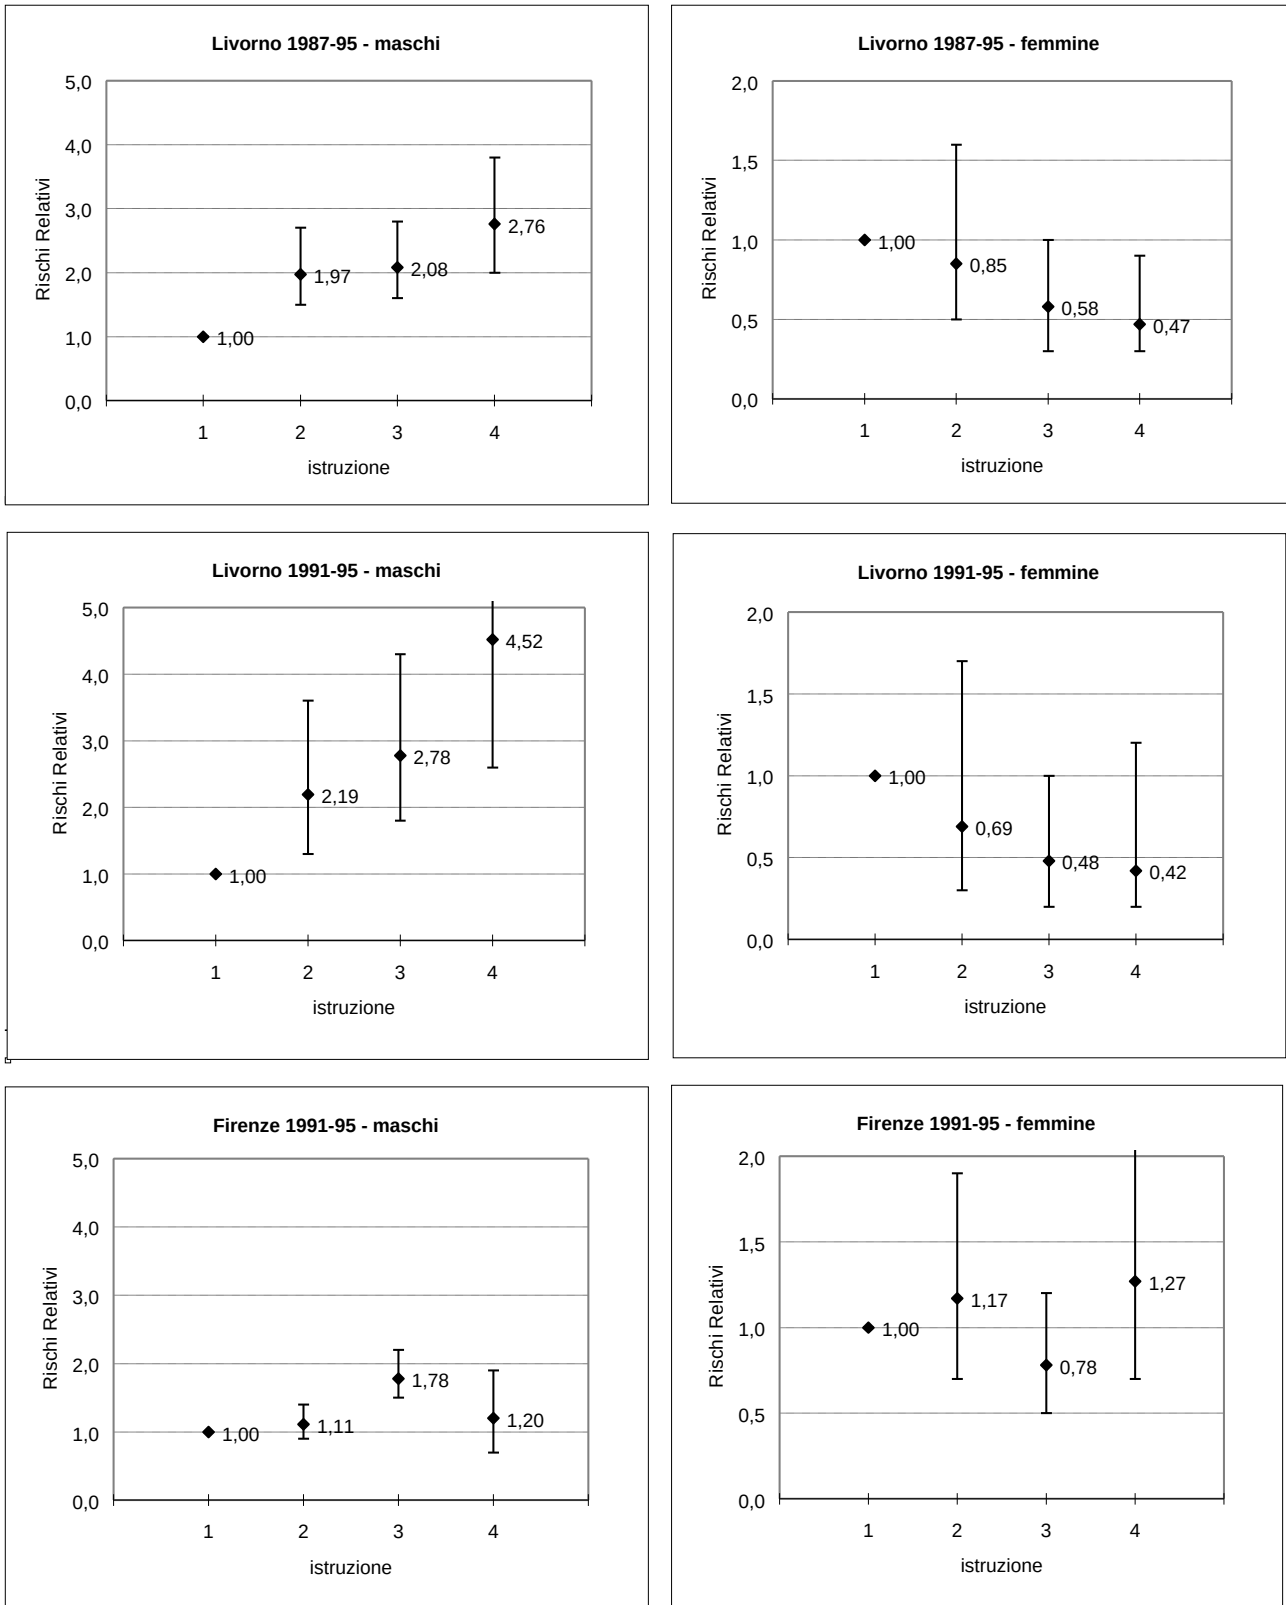 Livorno 1987-95 - maschi
5,0
4,0
3,0
2,0
1,0
0,0
Rischi Relativi
1,00
1,97
2,08
2,76
1 2 3 4
istruzione
Livorno 1987-95 - femmine
2,0
1,5
1,0
0,5
0,0
Rischi Relativi
1,00
0,85
0,58
0,47
1 2 3 4
istruzione
Livorno 1991-95 - maschi
5,0
4,0
3,0
2,0
1,0
0,0
Rischi Relativi
1,00
2,19
2,78
4,52
1 2 3 4
istruzione
Livorno 1991-95 - femmine
2,0
1,5
1,0
0,5
0,0
Rischi Relativi
1,00
0,69
0,48
0,42
1 2 3 4
istruzione
Firenze 1991-95 - maschi
5,0
4,0
3,0
2,0
1,0
0,0
Rischi Relativi
1,00
1,11
1,78
1,20
1 2 3 4
istruzione
Firenze 1991-95 - femmine
2,0
1,5
1,0
0,5
0,0
Rischi Relativi
1,00
1,17
0,78
1,27
1 2 3 4
istruzione